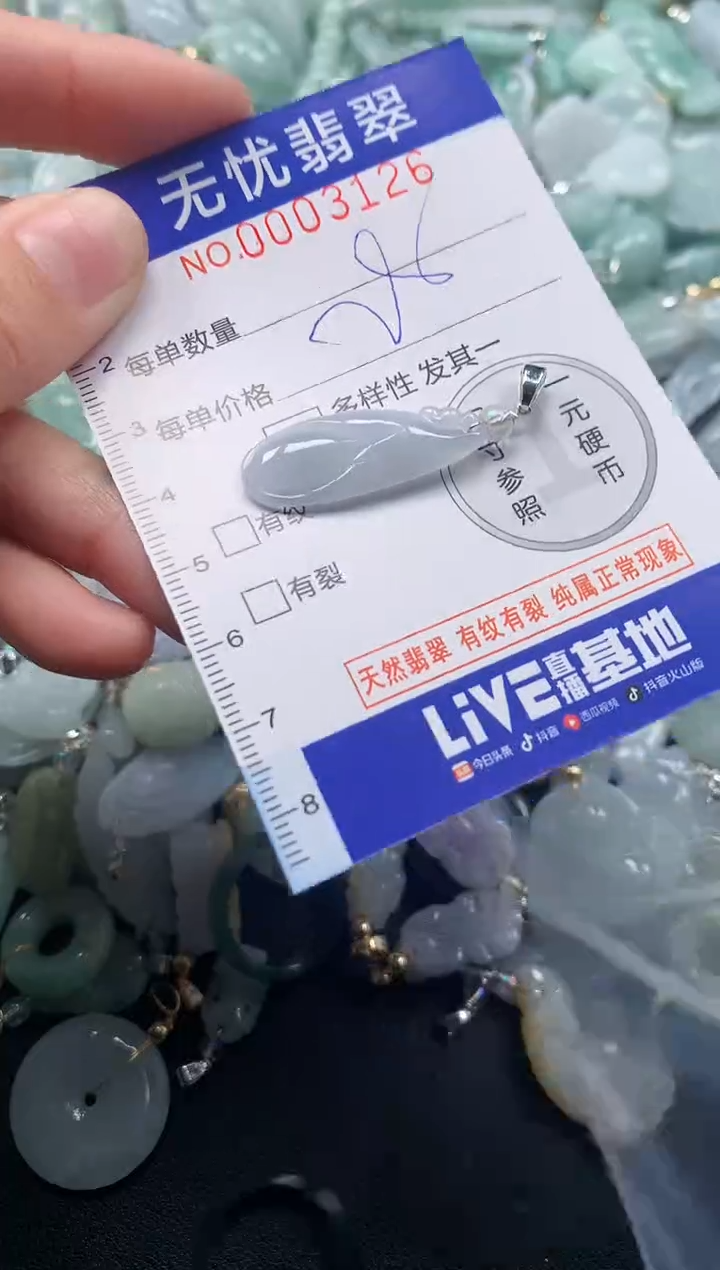 无忧翡翠
NO.0003126
2 每单数量
3 每单价格
多样性 发其一
4
一元硬币
寸参照
5 有纹
6 有裂
天然翡翠 有纹有裂 纯属正常现象
7
LiVE直播基地
今日头条 抖音 西瓜视频 抖音火山版
8